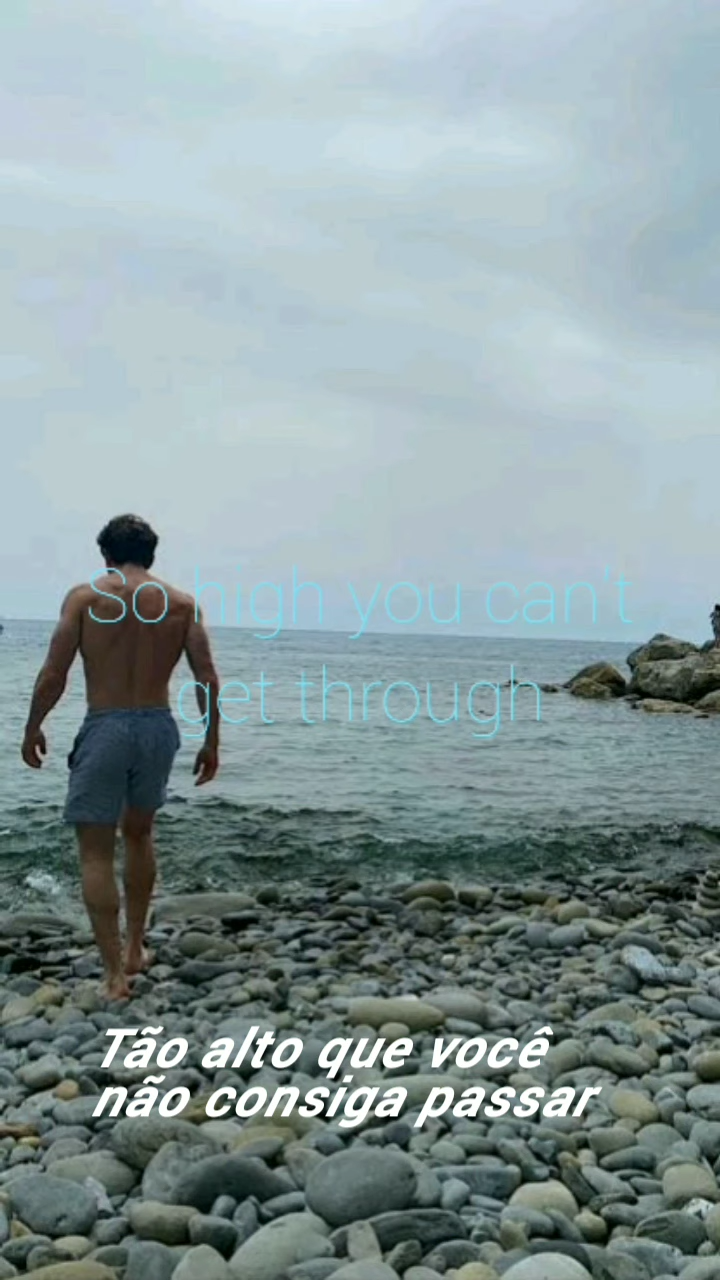 So high you can't
get through
Tão alto que você
não consiga passar